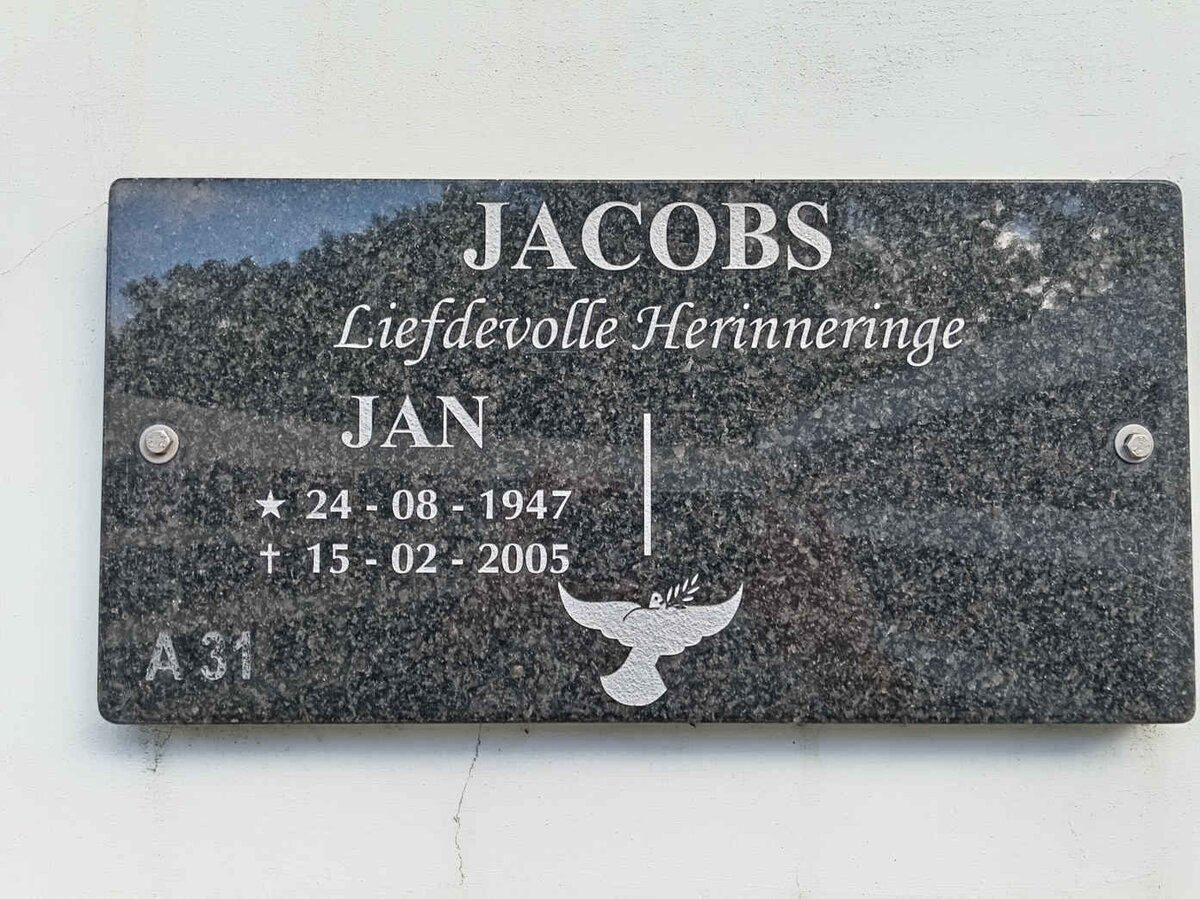 JACOBS
Liefdevolle Herinneringe
JAN
★ 24 - 08 - 1947
✝ 15 - 02 - 2005
A 31